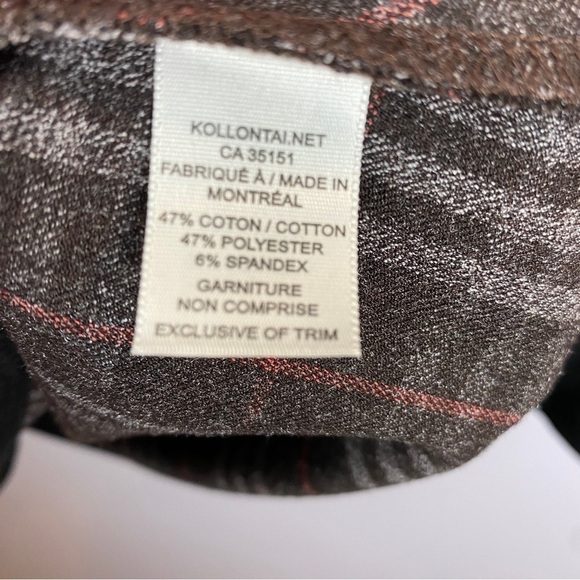 KOLLONTAI.NET
CA 35151
FABRIQUÉ À / MADE IN
MONTRÉAL
47% COTON / COTTON
47% POLYESTER
6% SPANDEX
GARNITURE
NON COMPRISE
EXCLUSIVE OF TRIM